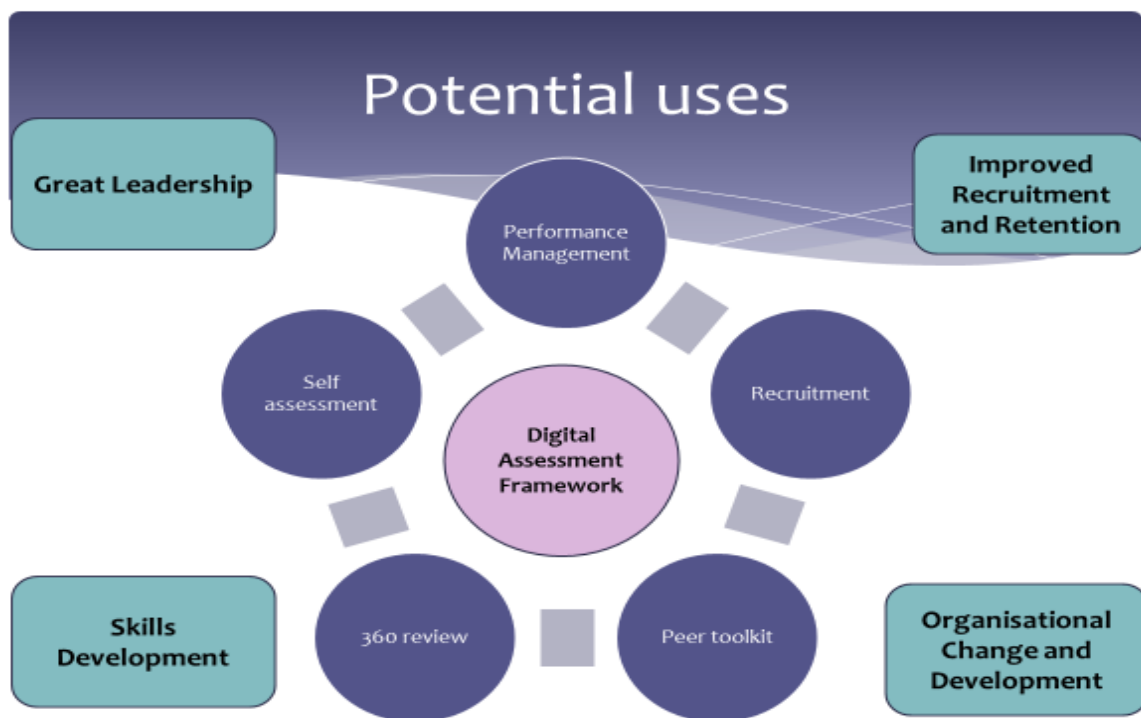 Potential uses
Great Leadership
Improved
Recruitment
and Retention
Performance
Management
Self
assessment
Recruitment
Digital
Assessment
Framework
360 review
Peer toolkit
Skills
Development
Organisational
Change and
Development